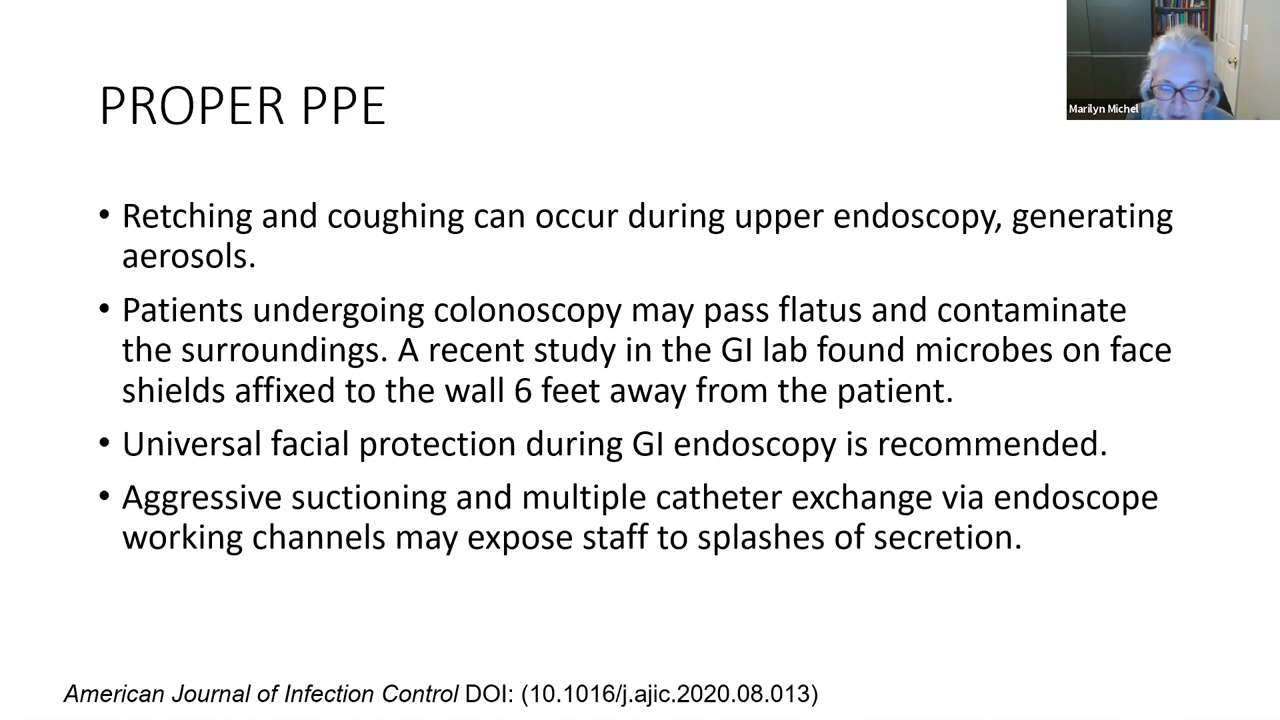 PROPER PPE
Marilyn Michel
• Retching and coughing can occur during upper endoscopy, generating
aerosols.
• Patients undergoing colonoscopy may pass flatus and contaminate
the surroundings. A recent study in the GI lab found microbes on face
shields affixed to the wall 6 feet away from the patient.
• Universal facial protection during GI endoscopy is recommended.
• Aggressive suctioning and multiple catheter exchange via endoscope
working channels may expose staff to splashes of secretion.
American Journal of Infection Control DOI: (10.1016/j.ajic.2020.08.013)